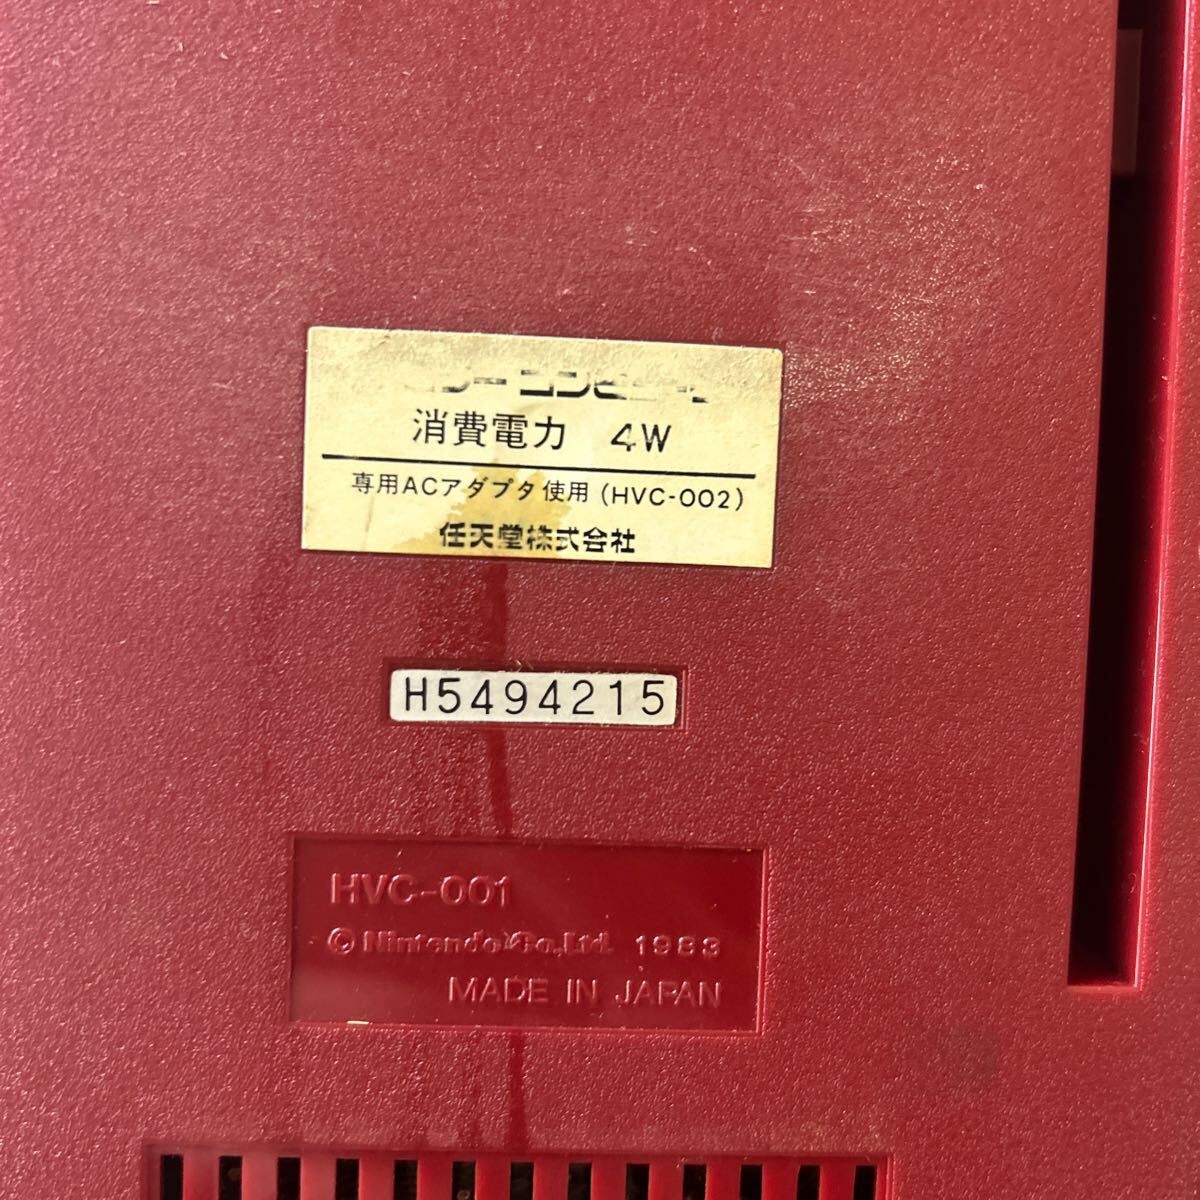 消費電力 4W
専用ACアダプタ使用(HVC-002)
任天堂株式会社
H5494215
HVC-001
©Nintendo Co.,Ltd. 1983
MADE IN JAPAN